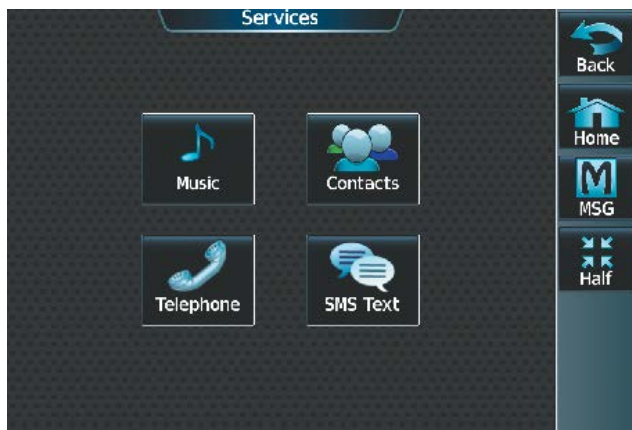 Services
Back
Home
M
MSG
Half
Music
Contacts
Telephone
SMS Text